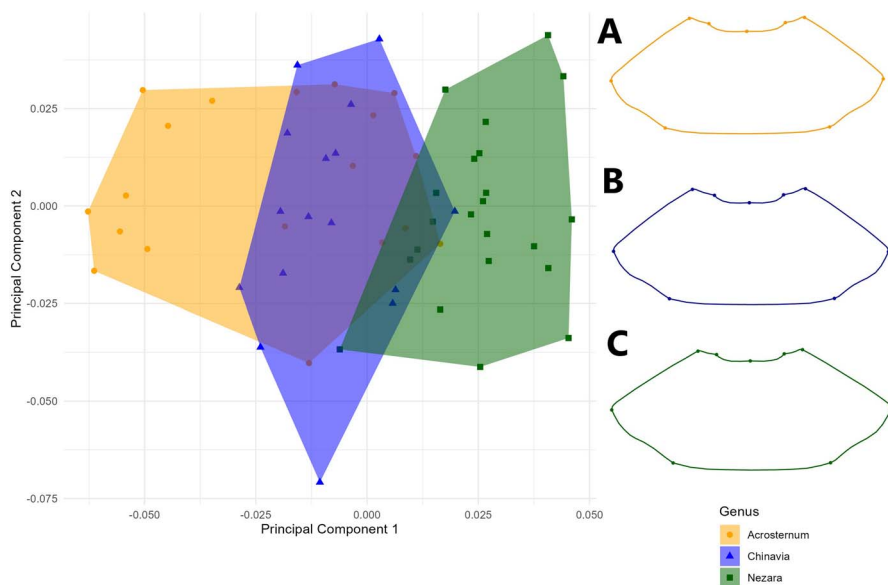 A
B
C
Principal Component 2
0.025
0.000
-0.025
-0.050
-0.075
-0.050
-0.025
0.000
0.025
0.050
Principal Component 1
Genus
Acrosternum
Chinavia
Nezara